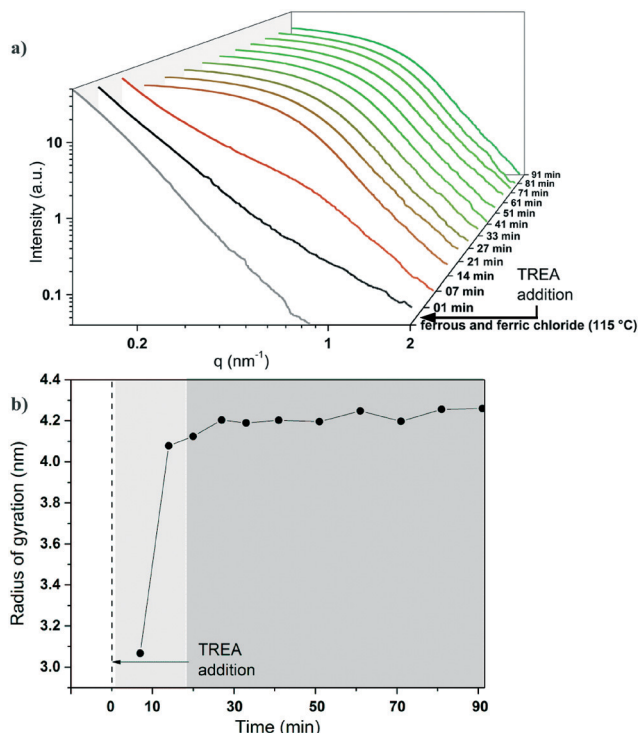 a)
Intensity (a.u.)
10
1
0.1
0.2
1
2
q (nm⁻¹)
91 min
81 min
71 min
61 min
51 min
41 min
33 min
27 min
21 min
14 min
07 min
01 min
TREA
addition
ferrous and ferric chloride (115 °C)
b)
Radius of gyration (nm)
4.4
4.2
4.0
3.8
3.6
3.4
3.2
3.0
TREA
addition
0 10 30 50 70 90
Time (min)